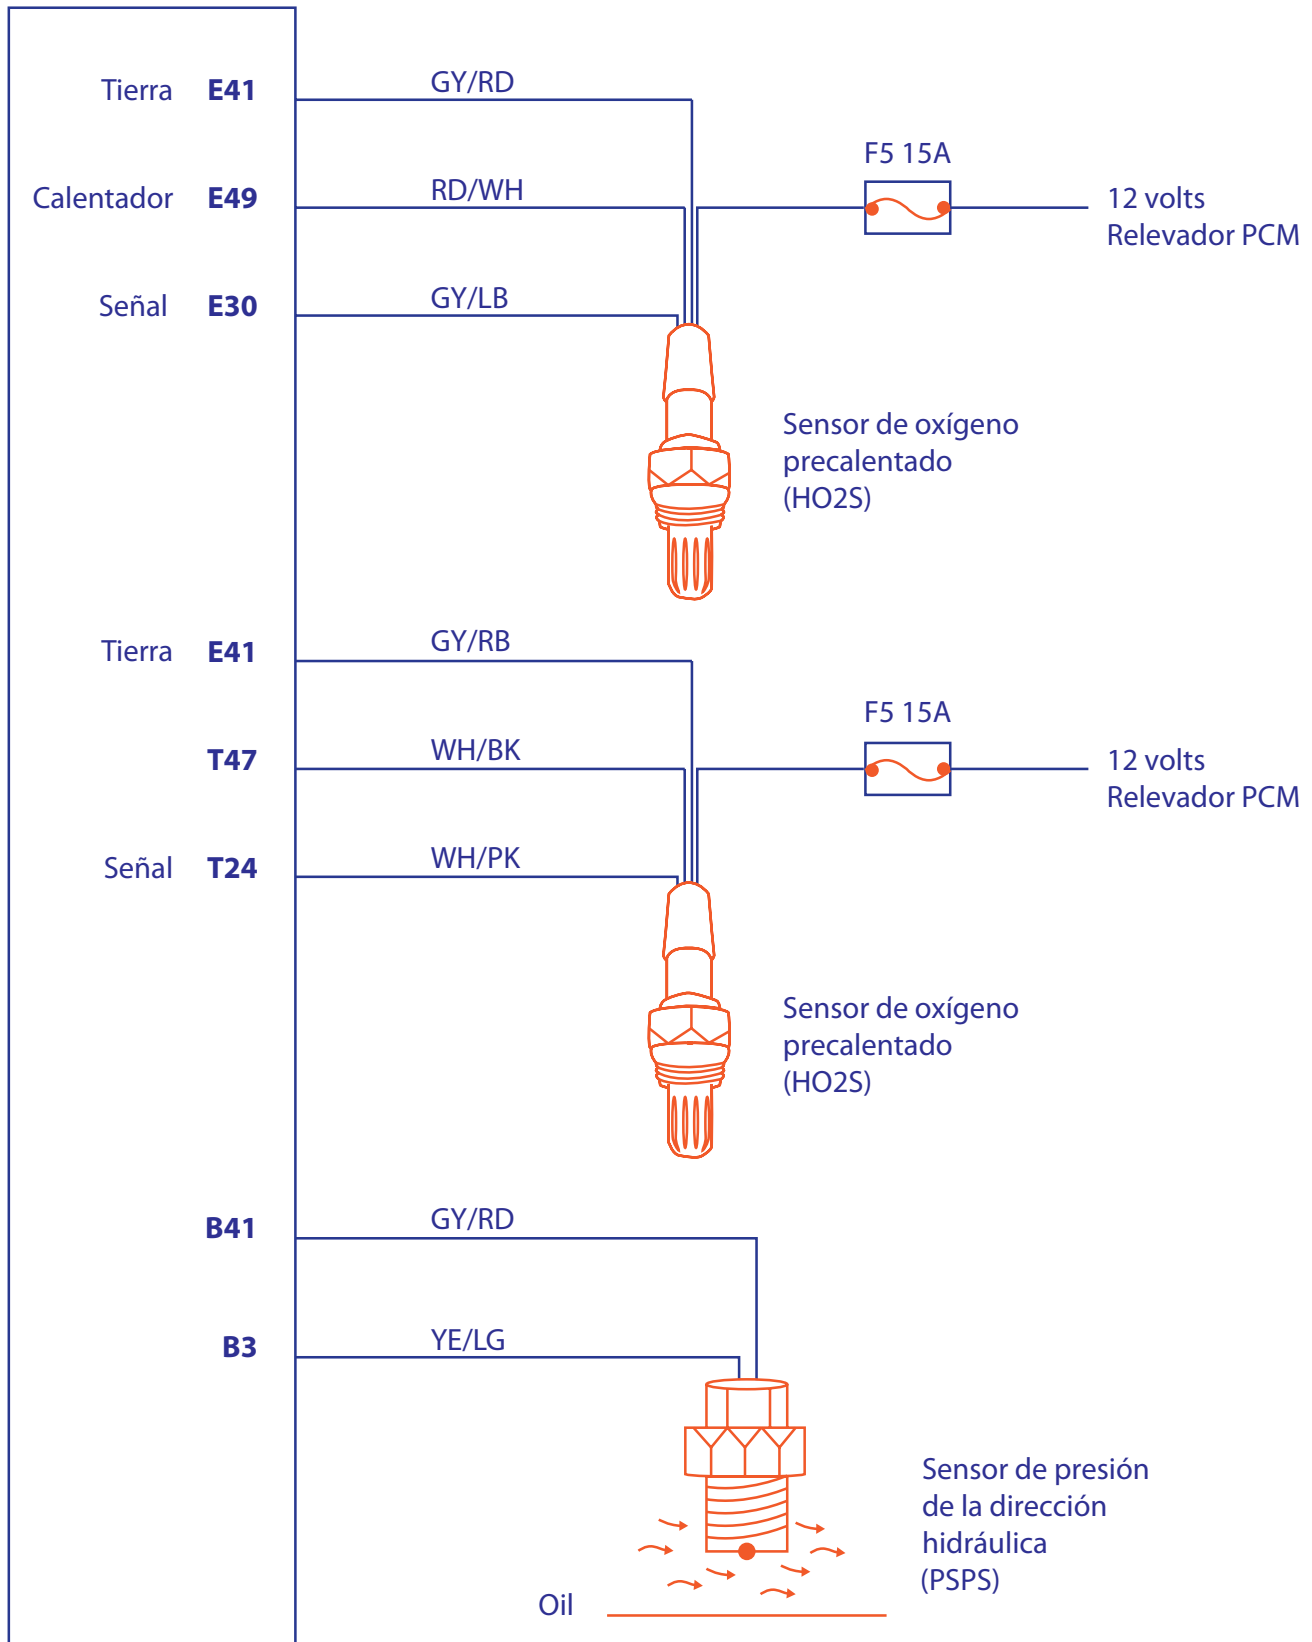 Tierra E41 GY/RD
F5 15A
Calentador E49 RD/WH
12 volts
Relevador PCM
Señal E30 GY/LB
Sensor de oxígeno
precalentado
(HO2S)
Tierra E41 GY/RB
F5 15A
T47 WH/BK
12 volts
Relevador PCM
Señal T24 WH/PK
Sensor de oxígeno
precalentado
(HO2S)
B41 GY/RD
B3 YE/LG
Sensor de presión
de la dirección
hidráulica
(PSPS)
Oil